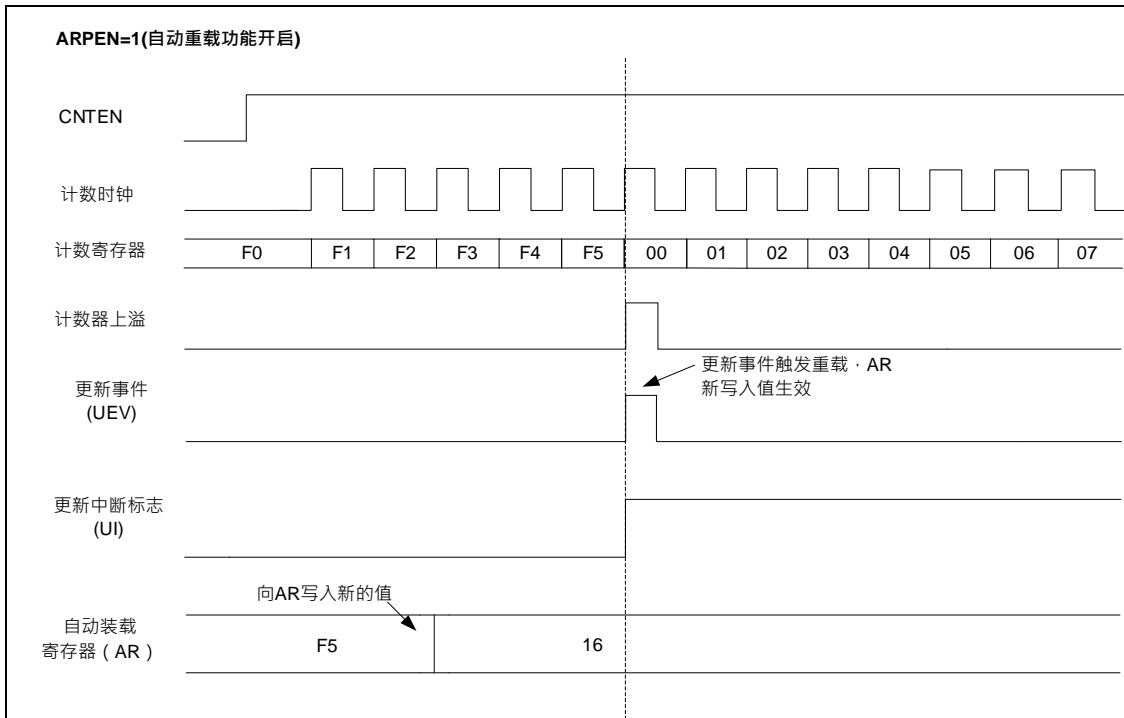 ARPEN=1(自动重载功能开启)
CNTEN
计数时钟
计数寄存器
F0 F1 F2 F3 F4 F5 00 01 02 03 04 05 06 07
计数器上溢
更新事件触发重载，AR
新写入值生效
更新事件
(UEV)
更新中断标志
(UI)
向AR写入新的值
自动装载
寄存器（AR）
F5 16